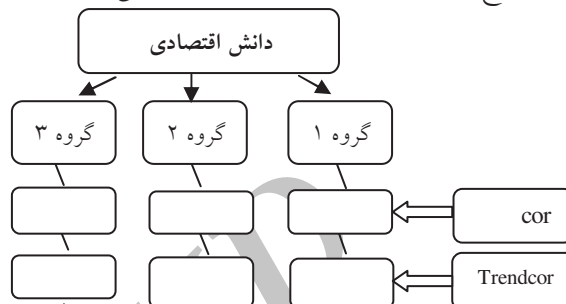 دانش اقتصادی
گروه ۱
گروه ۲
گروه ۳
cor
Trendcor